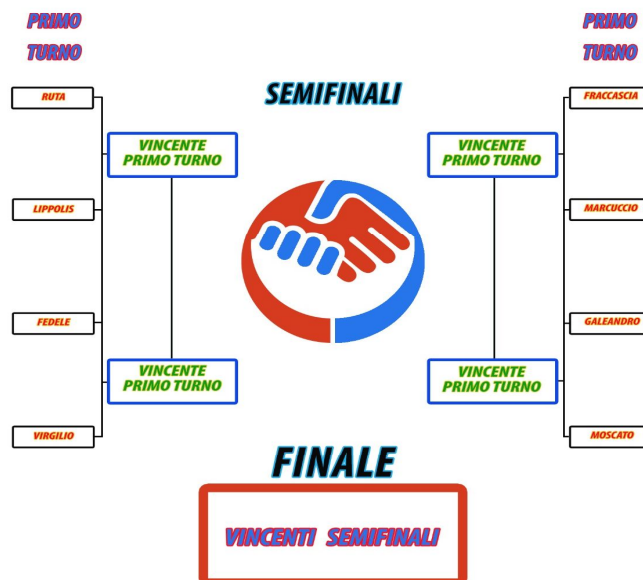 PRIMO
TURNO
PRIMO
TURNO
SEMIFINALI
RUTA
FRACCASCIA
VINCENTE
PRIMO TURNO
VINCENTE
PRIMO TURNO
LIPPOLIS
MARCUCCIO
FEDELE
GALEANDRO
VINCENTE
PRIMO TURNO
VINCENTE
PRIMO TURNO
VIRGILIO
MOSCATO
FINALE
VINCENTI SEMIFINALI